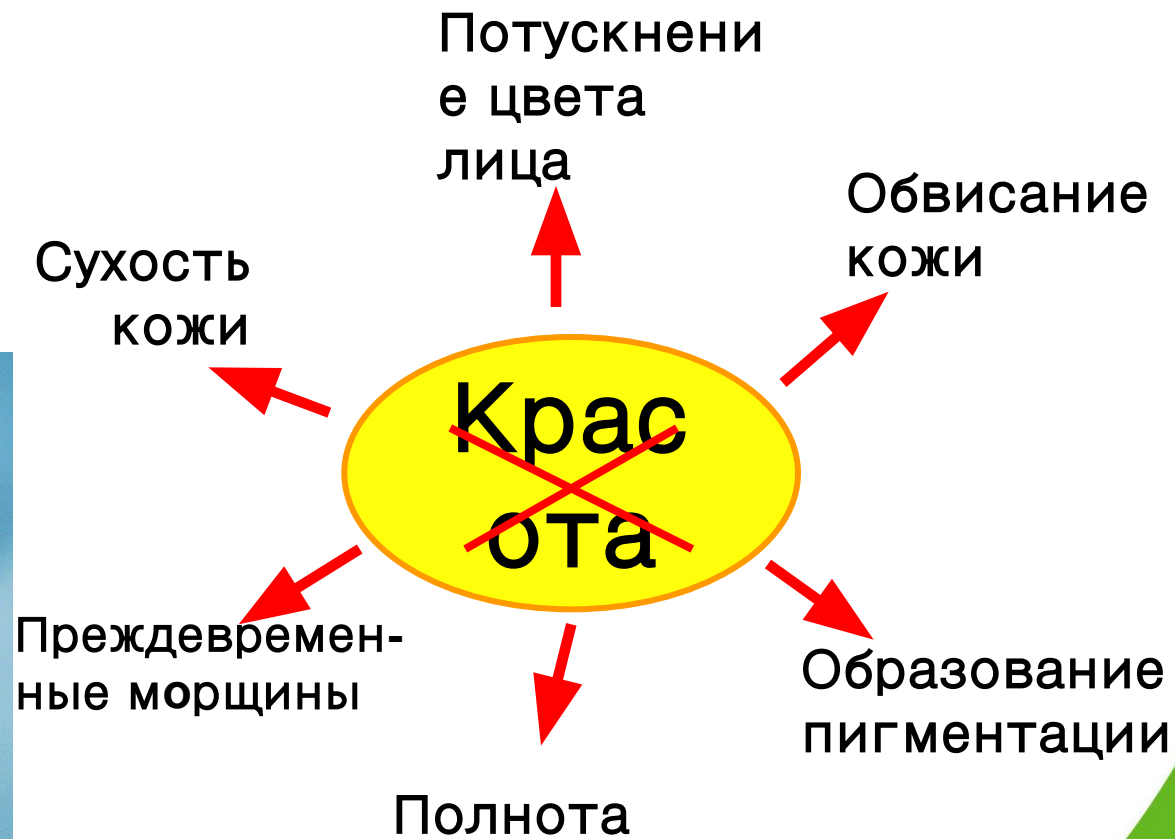 Потускнени
е цвета
лица
Обвисание
кожи
Сухость
кожи
Крас
ота
Преждевремен-
ные морщины
Образование
пигментации
Полнота